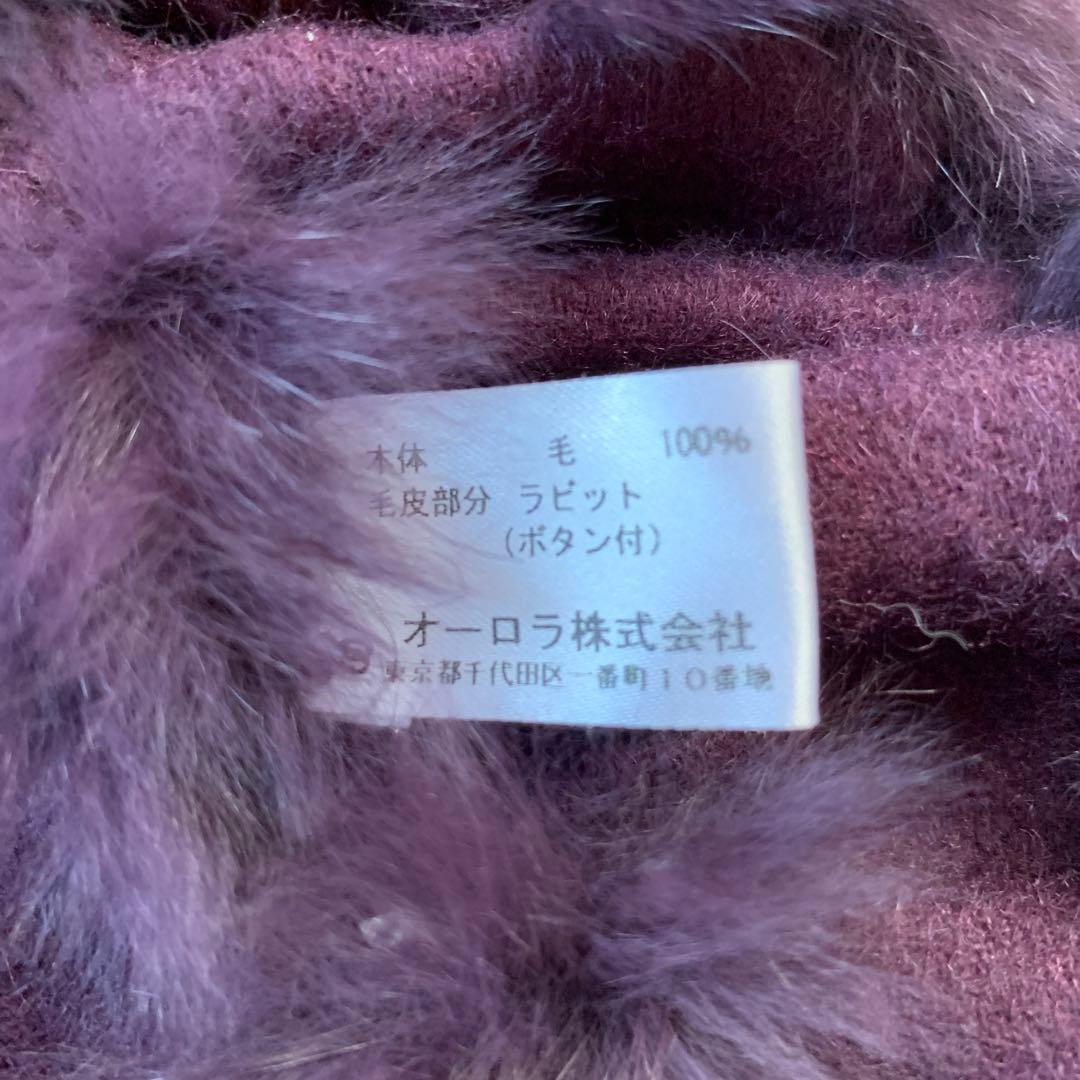 本体 毛 100%
毛皮部分 ラビット
(ボタン付)
オーロラ株式会社
東京都千代田区一番町10番地